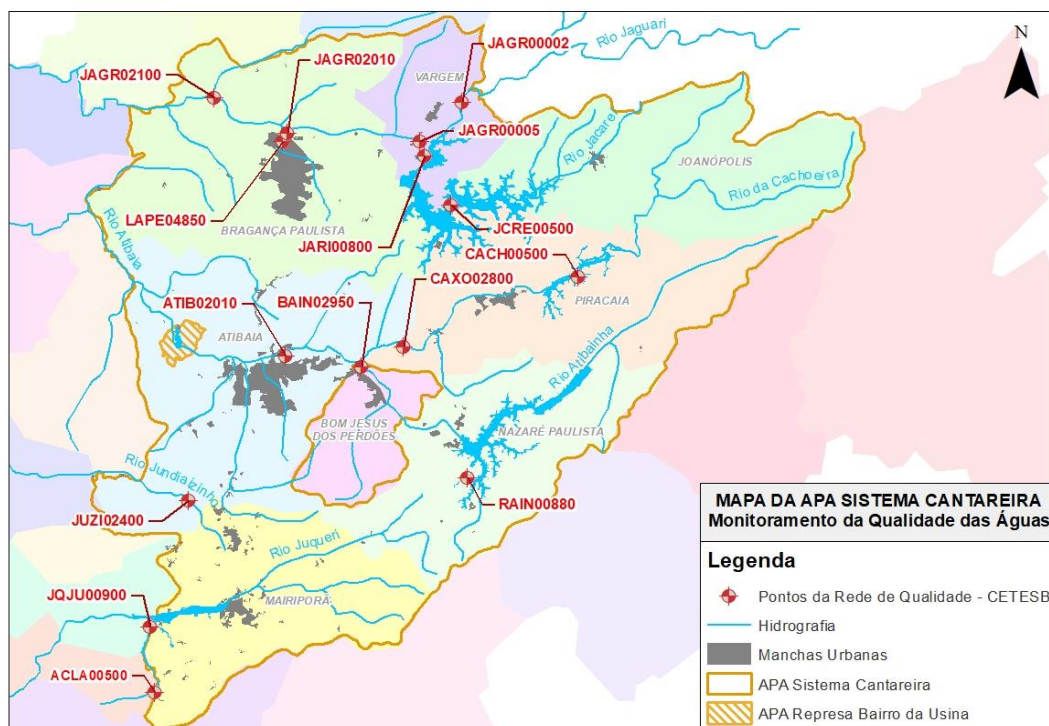 JAGR00002
Rio Jaguari
N
JAGR02010
VARGEM
JAGR02100
JAGR00005
Rio Jacaré
JOANÓPOLIS
Rio da Cachoeira
LAPE04850
BRAGANÇA PAULISTA
JARI00800
JCRE00500
CACH00500
Rio Atibaia
CAXO02800
ATIB02010
BAIN02950
PIRACAIA
ATIBAIA
Rio Atibainha
BOM JESUS
DOS PERDÕES
NAZARÉ PAULISTA
Rio Jundiaizinho
RAIN00880
JUZI02400
Rio Juqueri
JQJU00900
MAIRIPORÃ
ACLA00500
MAPA DA APA SISTEMA CANTAREIRA
Monitoramento da Qualidade das Águas
Legenda
Pontos da Rede de Qualidade - CETESB
Hidrografia
Manchas Urbanas
APA Sistema Cantareira
APA Represa Bairro da Usina